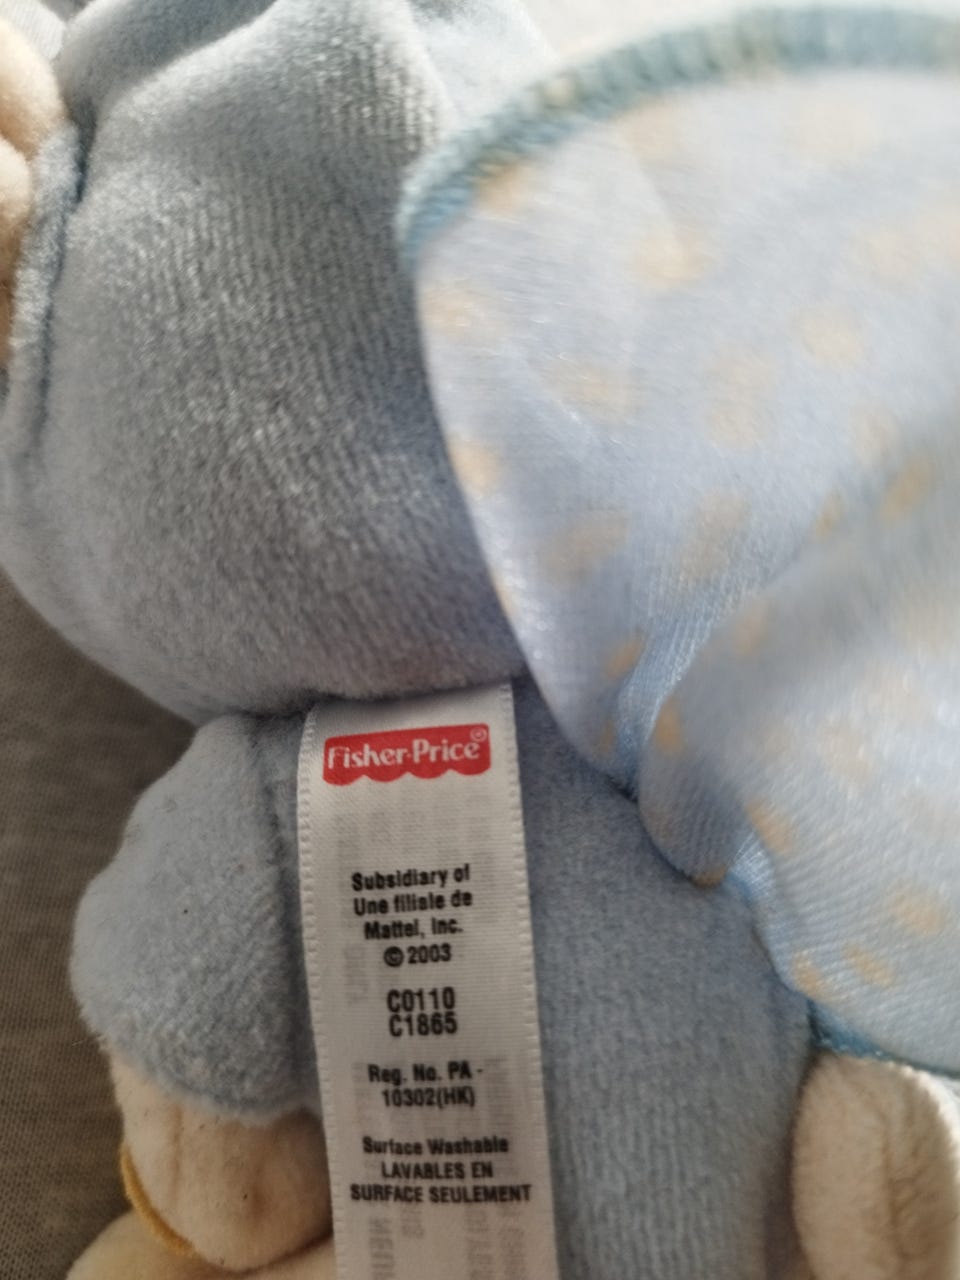 Fisher-Price®
Subsidiary of
Une filiale de
Mattel, Inc.
© 2003
C0110
C1865
Reg. No. PA -
10302(HK)
Surface Washable
LAVABLES EN
SURFACE SEULEMENT